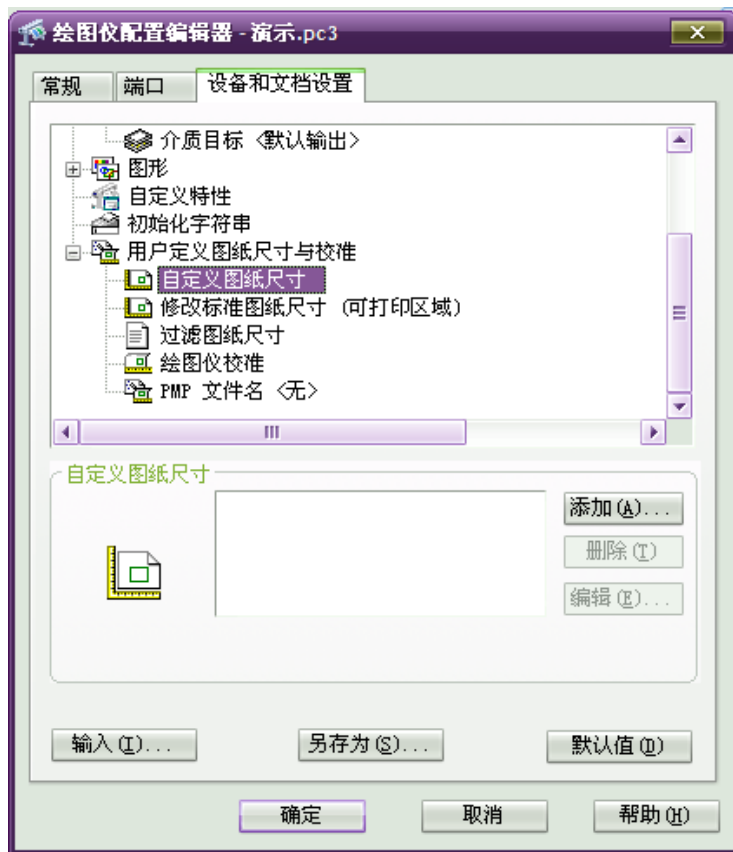 绘图仪配置编辑器 - 演示.pc3
常规 端口 设备和文档设置
介质目标 <默认输出>
图形
自定义特性
初始化字符串
用户定义图纸尺寸与校准
自定义图纸尺寸
修改标准图纸尺寸 (可打印区域)
过滤图纸尺寸
绘图仪校准
PMP 文件名 <无>
自定义图纸尺寸
添加(A)...
删除(T)
编辑(E)...
输入(I)... 另存为(S)... 默认值(D)
确定 取消 帮助(H)